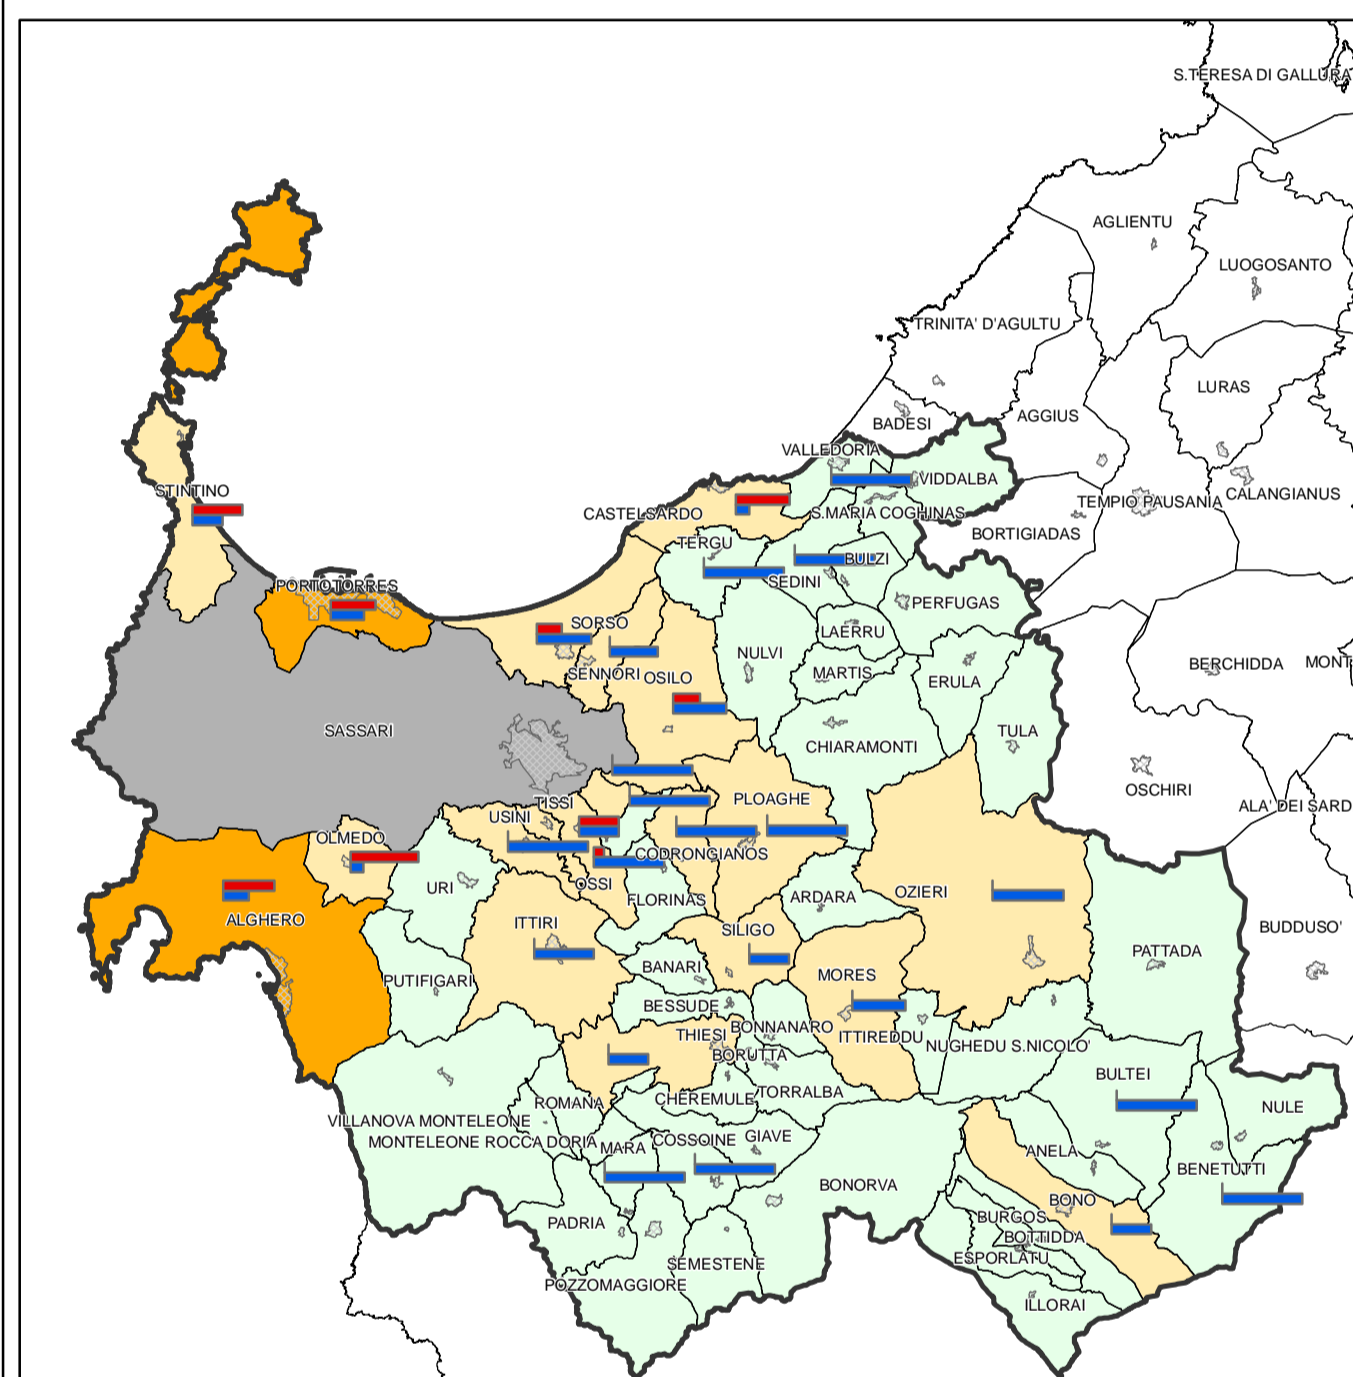 S.TERESA DI GALLURA
AGLIENTU
LUOGOSANTO
TRINITA' D'AGULTU
LURAS
AGGIUS
BADESI
VALLEDORIA
VIDDALBA
STINTINO
TEMPIO PAUSANIA
CALANGIANUS
CASTELSARDO
S.MARIA COGHINAS
BORTIGIADAS
TERGU
BULZI
SEDINI
PORTOTORRES
PERFUGAS
SORSO
LAERRU
NULVI
BERCHIDDA
MONT
SENNORI
OSILO
MARTIS
ERULA
SASSARI
TULA
CHIARAMONTI
OSCHIRI
TISSI
PLOAGHE
ALA' DEI SARD
USINI
OLMEDO
CODRONGIANOS
URI
OSSI
FLORINAS
ARDARA
OZIERI
ALGHERO
ITTIRI
SILIGO
BUDDUSO'
PATTADA
BANARI
MORES
PUTIFIGARI
BESSUDE
BONNANARO
THIESI
ITTIREDDU
NUGHEDU S.NICOLO'
BORUTTA
BULTEI
TORRALBA
CHEREMULE
ROMANA
NULE
VILLANOVA MONTELEONE
MONTELEONE ROCCA DORIA
COSSOINE
GIAVE
MARA
ANELA
BENETUTTI
BONORVA
BONO
PADRIA
BURGOS
BOTTIDDA
ESPORLATU
SEMESTENE
POZZOMAGGIORE
ILLORAI